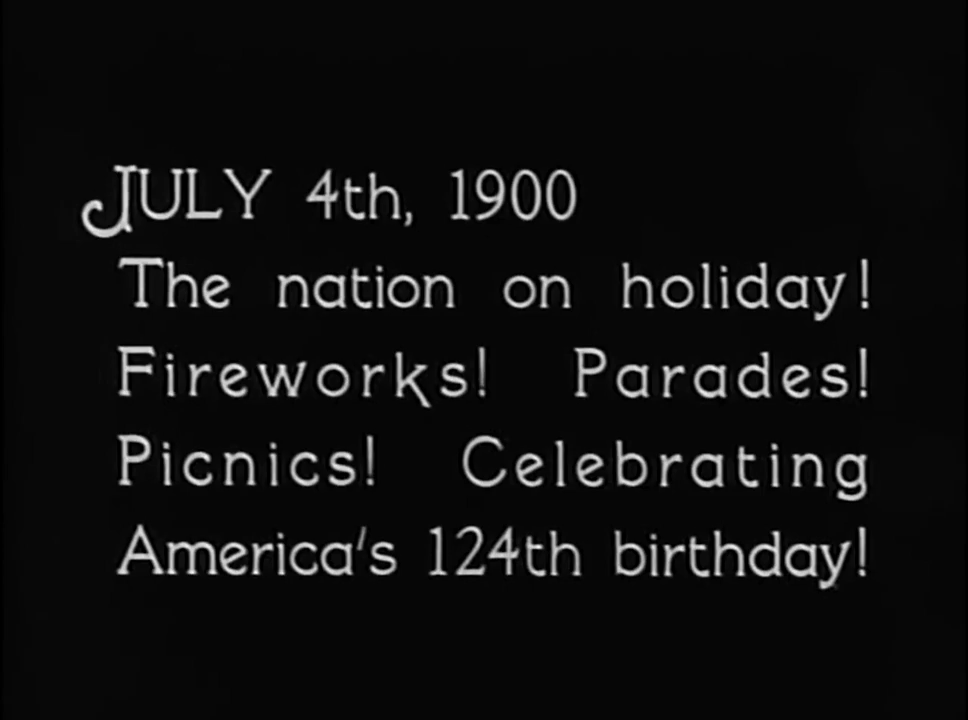 JULY 4th, 1900
The nation on holiday!
Fireworks! Parades!
Picnics! Celebrating
America's 124th birthday!